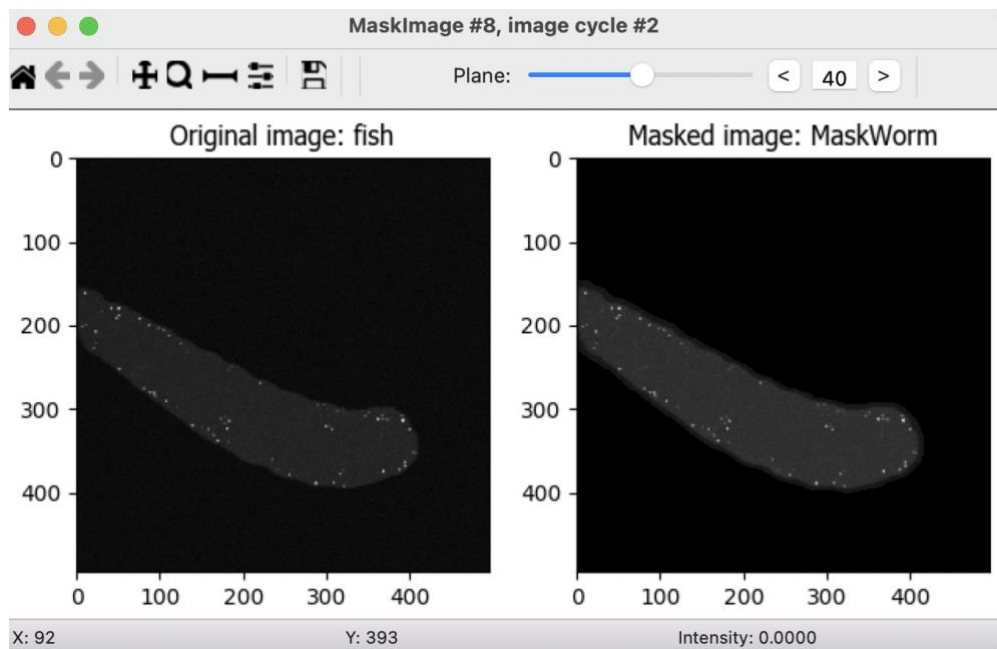 MaskImage #8, image cycle #2
Plane: < 40 >
Original image: fish
Masked image: MaskWorm
0
100
200
300
400
0 100 200 300 400
0
100
200
300
400
0 100 200 300 400
X: 92 Y: 393 Intensity: 0.0000